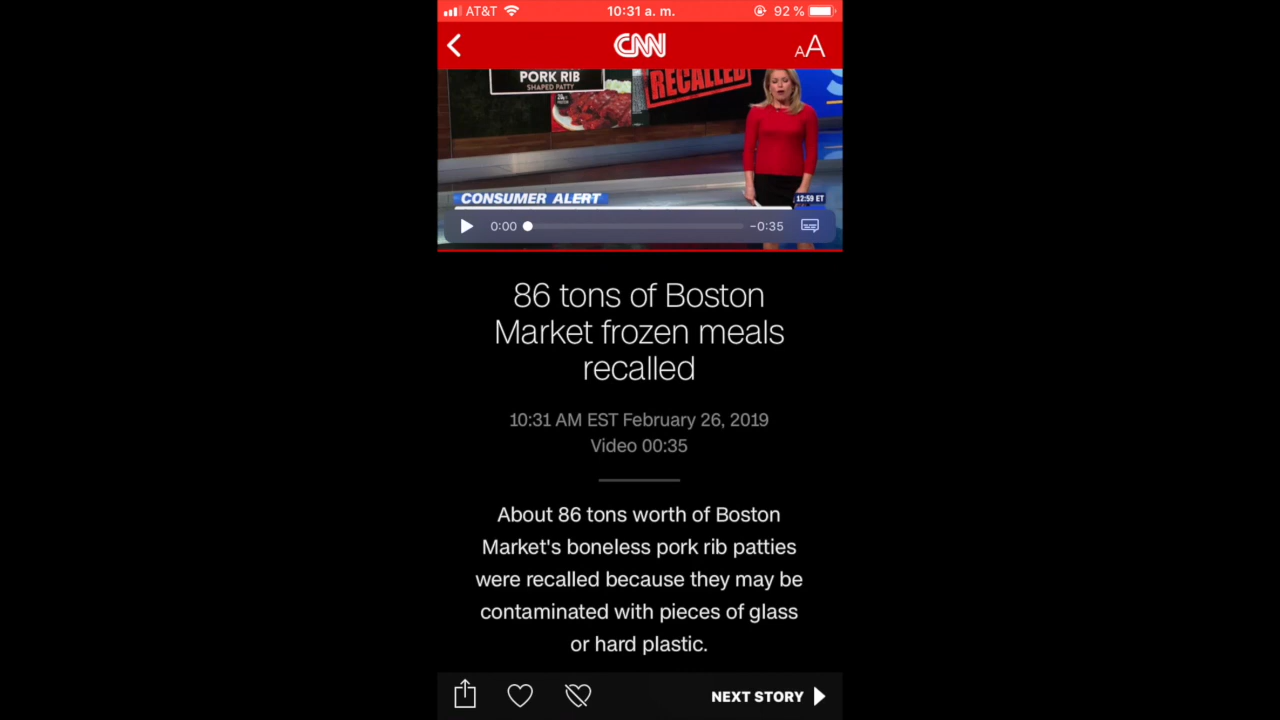 AT&T 10:31 a. m. 92 %
CNN
AA
PORK RIB
SHAPED PATTY
RECALLED
CONSUMER ALERT
12:59 ET
0:00 −0:35
86 tons of Boston
Market frozen meals
recalled
10:31 AM EST February 26, 2019
Video 00:35
About 86 tons worth of Boston
Market's boneless pork rib patties
were recalled because they may be
contaminated with pieces of glass
or hard plastic.
NEXT STORY